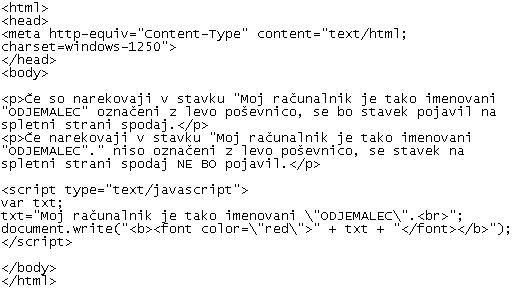 <html>
<head>
<meta http-equiv="Content-Type" content="text/html;
charset=windows-1250">
</head>
<body>
<p>Če so narekovaji v stavku "Moj računalnik je tako imenovani
"ODJEMALEC" označeni z levo poševnico, se bo stavek pojavil na
spletni strani spodaj.</p>
<p>Če narekovaji v stavku "Moj računalnik je tako imenovani
"ODJEMALEC"." niso označeni z levo poševnico, se stavek na
spletni strani spodaj NE BO pojavil.</p>
<script type="text/javascript">
var txt;
txt="Moj računalnik je tako imenovani \"ODJEMALEC\".<br>";
document.write("<b><font color=\"red\">" + txt + "</font></b>");
</script>
</body>
</html>